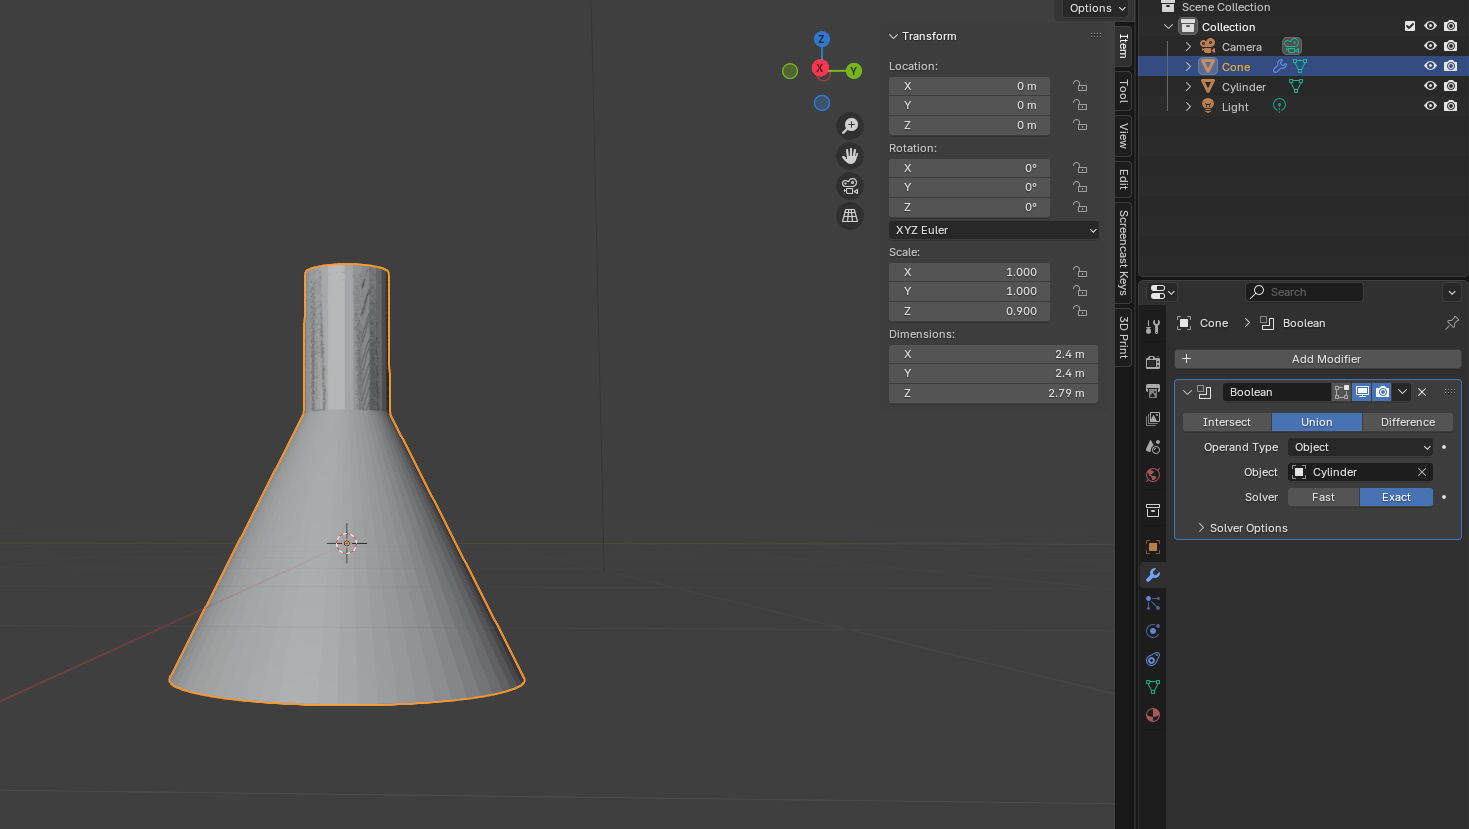 Options
Z
X
Y
Transform
Location:
X 0 m
Y 0 m
Z 0 m
Rotation:
X 0°
Y 0°
Z 0°
XYZ Euler
Scale:
X 1.000
Y 1.000
Z 0.900
Dimensions:
X 2.4 m
Y 2.4 m
Z 2.79 m
Item
Tool
View
Edit
Screencast Keys
3D Print
Scene Collection
Collection
Camera
Cone
Cylinder
Light
Search
Cone > Boolean
Add Modifier
Boolean
Intersect Union Difference
Operand Type Object
Object Cylinder
Solver Fast Exact
Solver Options